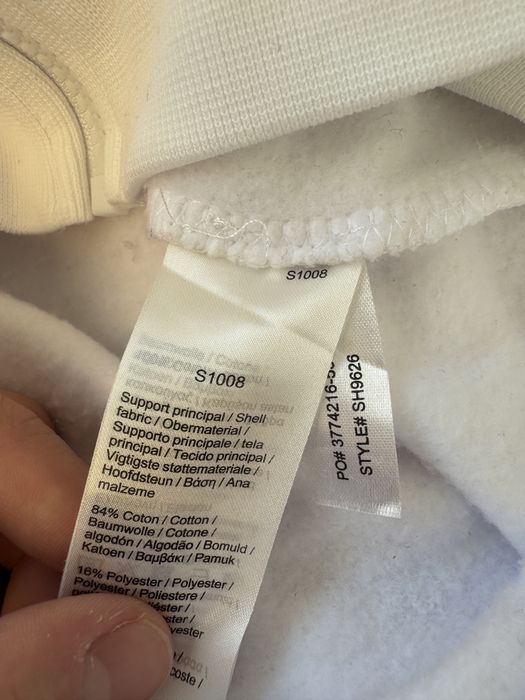 S1008
S1008
Support principal / Shell
fabric / Obermaterial /
Supporto principale / tela
principal / Tecido principal /
Vigtigste støttemateriale /
Hoofdsteun / Βάση / Ana
malzeme
84% Coton / Cotton /
Baumwolle / Cotone /
algodón / Algodão / Bomuld /
Katoen / Βαμβάκι / Pamuk
16% Polyester / Polyester /
Poliestere /
/
/
coste /
PO# 3774216-5
STYLE# SH9626